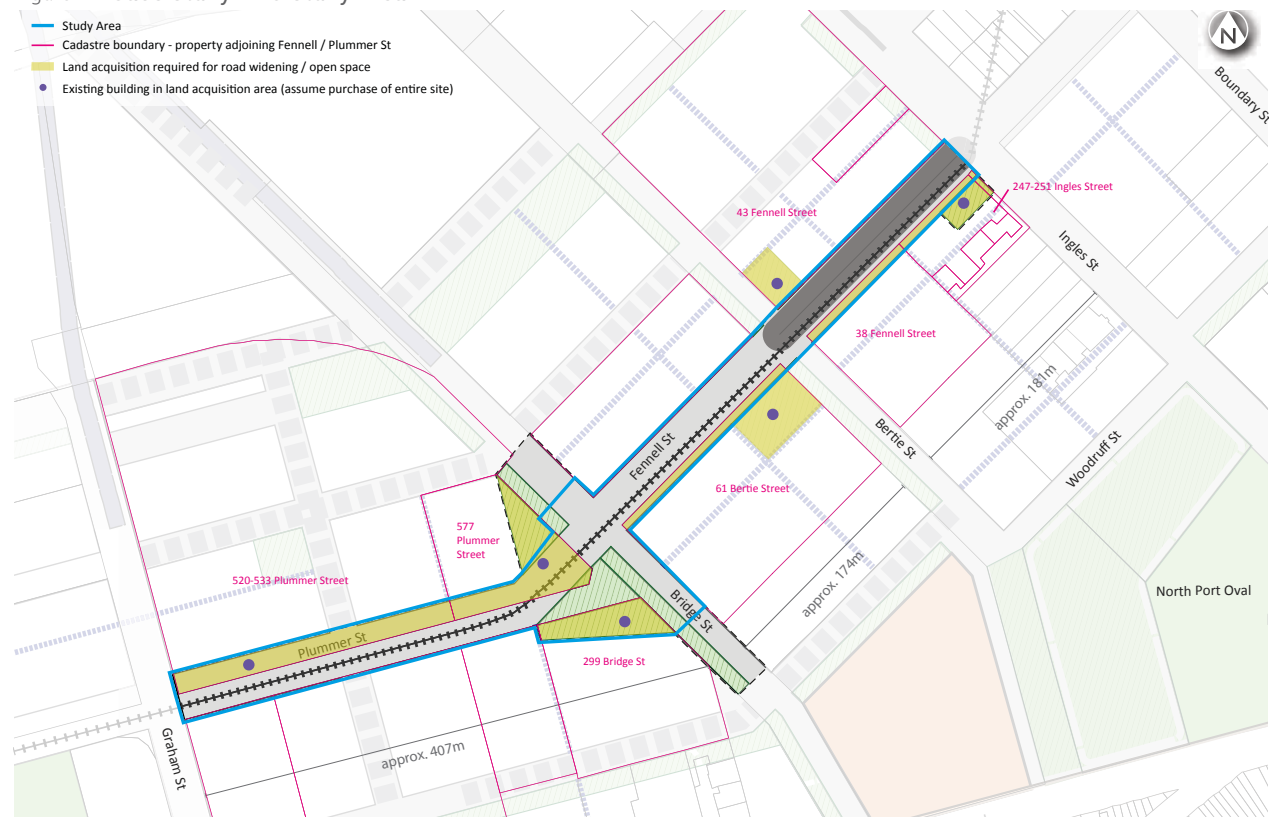 Study Area
Cadastre boundary - property adjoining Fennell / Plummer St
Land acquisition required for road widening / open space
Existing building in land acquisition area (assume purchase of entire site)
N
Boundary St
247-251 Ingles Street
43 Fennell Street
Ingles St
38 Fennell Street
approx. 181m
Bertie St
Woodruff St
Fennell St
61 Bertie Street
577
Plummer
Street
520-533 Plummer Street
approx. 174m
North Port Oval
Bridge St
Plummer St
299 Bridge St
Graham St
approx. 407m